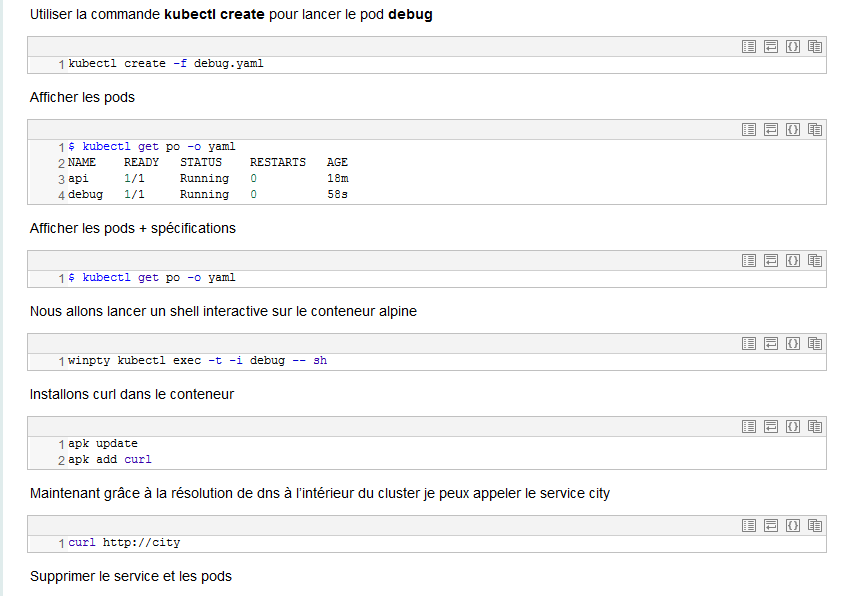 Utiliser la commande kubectl create pour lancer le pod debug
1 kubectl create -f debug.yaml
Afficher les pods
1 $ kubectl get po -o yaml
2 NAME    READY   STATUS    RESTARTS   AGE
3 api     1/1     Running   0          18m
4 debug   1/1     Running   0          58s
Afficher les pods + spécifications
1 $ kubectl get po -o yaml
Nous allons lancer un shell interactive sur le conteneur alpine
1 winpty kubectl exec -t -i debug -- sh
Installons curl dans le conteneur
1 apk update
2 apk add curl
Maintenant grâce à la résolution de dns à l'intérieur du cluster je peux appeler le service city
1 curl http://city
Supprimer le service et les pods